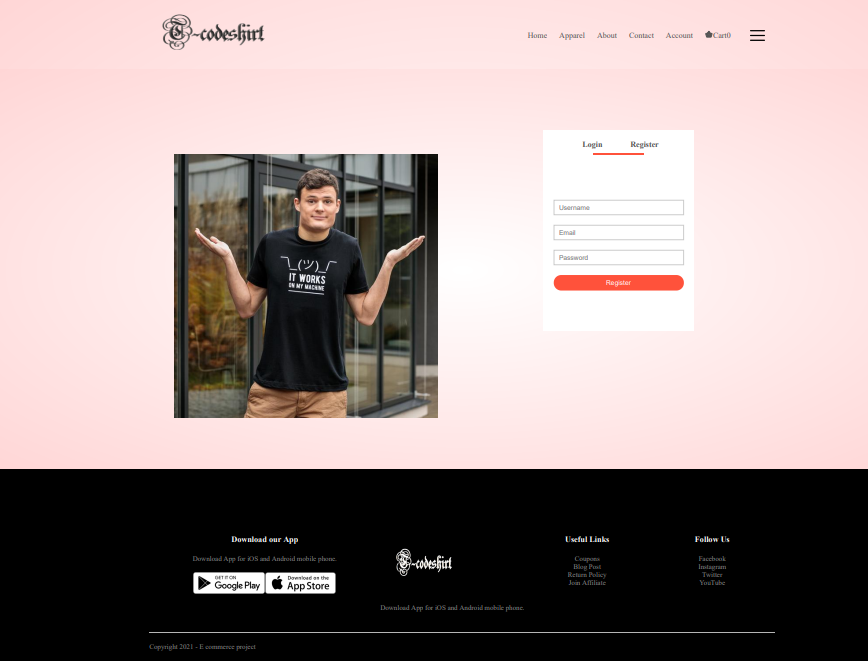 T-codeshirt
Home Apparel About Contact Account Cart0
Login Register
Username
Email
Password
Register
¯\_(ツ)_/¯
IT WORKS
ON MY MACHINE
Download our App
Download App for iOS and Android mobile phone.
GET IT ON
Google Play
Download on the
App Store
T-codeshirt
Download App for iOS and Android mobile phone.
Useful Links
Coupons
Blog Post
Return Policy
Join Affiliate
Follow Us
Facebook
Instagram
Twitter
YouTube
Copyright 2021 - E commerce project